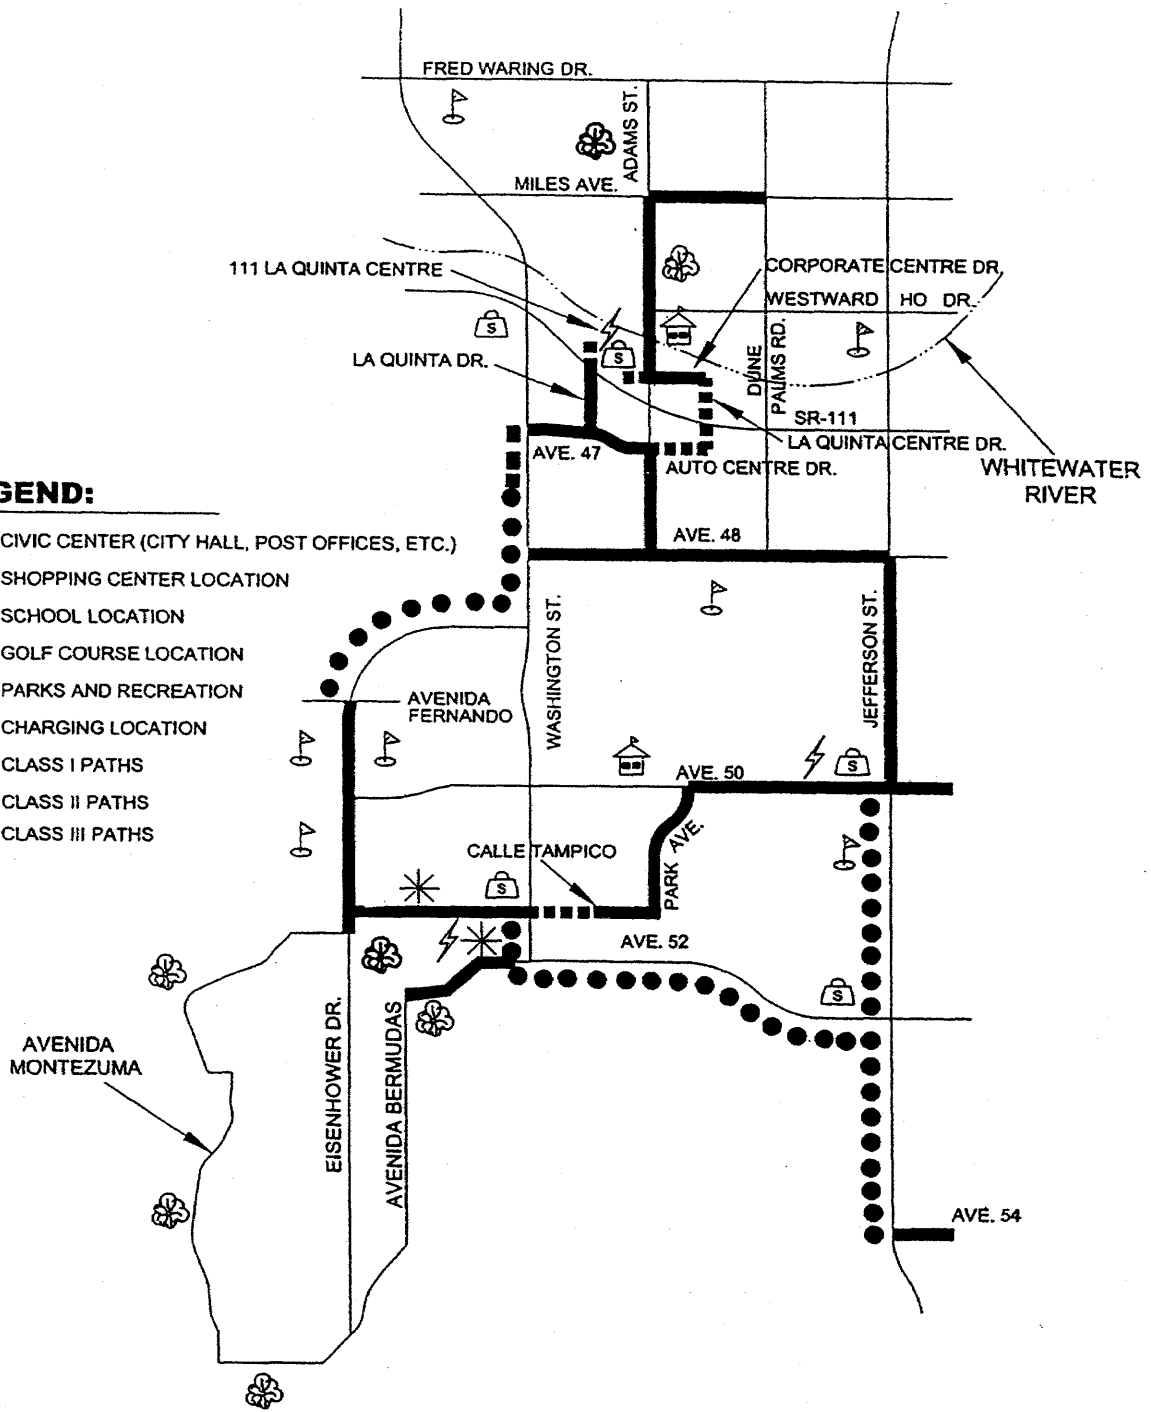 FRED WARING DR.
ADAMS ST.
MILES AVE.
111 LA QUINTA CENTRE
CORPORATE CENTRE DR.
WESTWARD HO DR.
LA QUINTA DR.
DUNE
PALMS RD.
SR-111
AVE. 47
LA QUINTA CENTRE DR.
AUTO CENTRE DR.
WHITEWATER
RIVER
GEND:
CIVIC CENTER (CITY HALL, POST OFFICES, ETC.)
SHOPPING CENTER LOCATION
SCHOOL LOCATION
GOLF COURSE LOCATION
PARKS AND RECREATION
CHARGING LOCATION
CLASS I PATHS
CLASS II PATHS
CLASS III PATHS
AVE. 48
WASHINGTON ST.
JEFFERSON ST.
AVENIDA
FERNANDO
S
S
S
S
S
AVE. 50
CALLE TAMPICO
PARK AVE.
AVE. 52
AVENIDA
MONTEZUMA
EISENHOWER DR.
AVENIDA BERMUDAS
AVE. 54